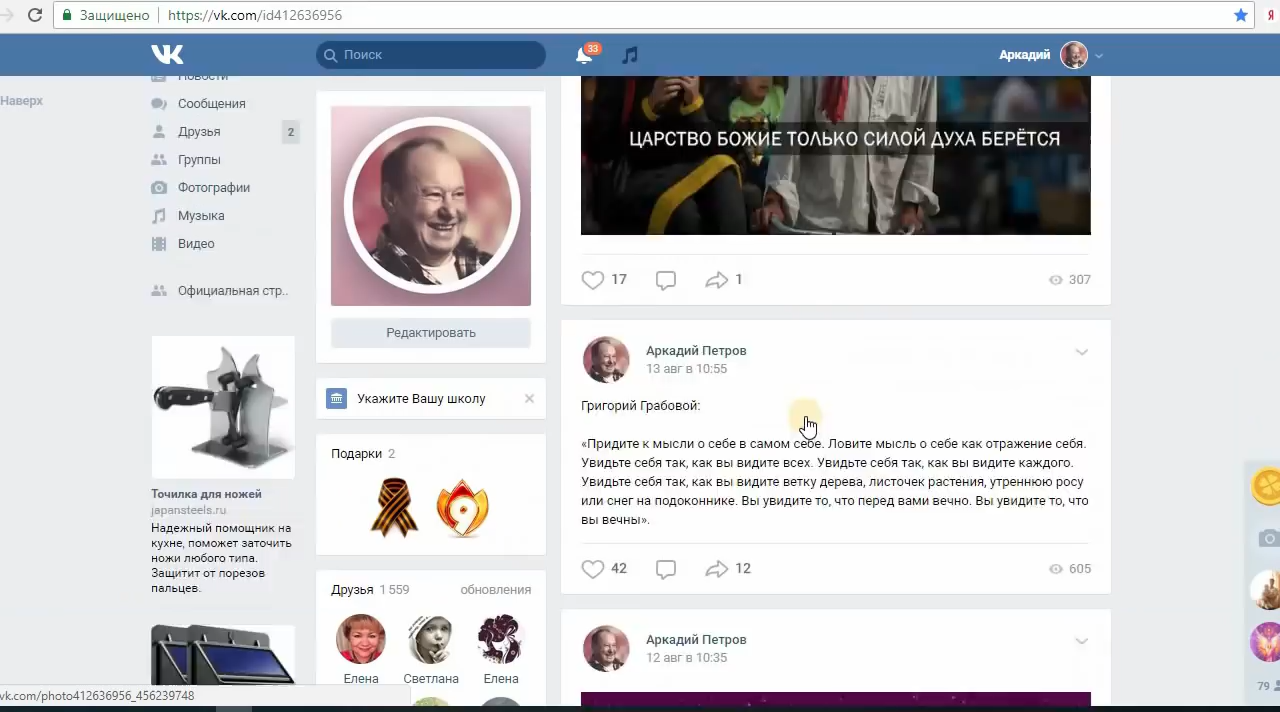 Защищено
https://vk.com/id412636956
Я
Поиск
33
Аркадий
Наверх
Новости
Сообщения
Друзья
2
Группы
Фотографии
Музыка
Видео
Официальная стр..
Точилка для ножей
japansteels.ru
Надежный помощник на
кухне, поможет заточить
ножи любого типа.
Защитит от порезов
пальцев.
Редактировать
Укажите Вашу школу
Подарки 2
9
Друзья 1 559
обновления
Елена
Светлана
Елена
ЦАРСТВО БОЖИЕ ТОЛЬКО СИЛОЙ ДУХА БЕРЁТСЯ
17
1
307
Аркадий Петров
13 авг в 10:55
Григорий Грабовой:
«Придите к мысли о себе в самом себе. Ловите мысль о себе как отражение себя.
Увидьте себя так, как вы видите всех. Увидьте себя так, как вы видите каждого.
Увидьте себя так, как вы видите ветку дерева, листочек растения, утреннюю росу
или снег на подоконнике. Вы увидите то, что перед вами вечно. Вы увидите то, что
вы вечны».
42
12
605
Аркадий Петров
12 авг в 10:35
79
vk.com/photo412636956_456239748